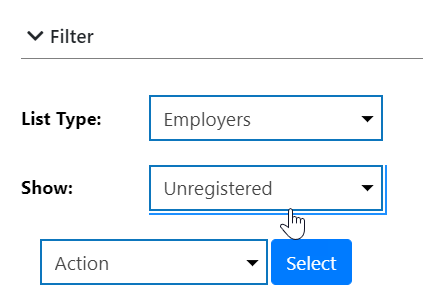 Filter
List Type: Employers
Show: Unregistered
Action Select